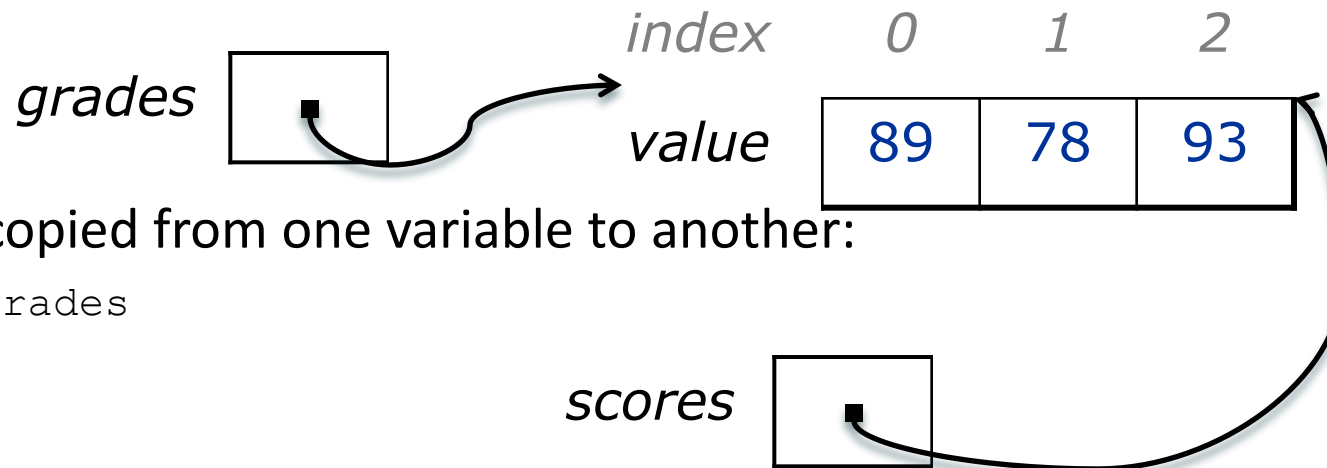 index 0 1 2
grades
value 89 78 93
copied from one variable to another:
rades
scores